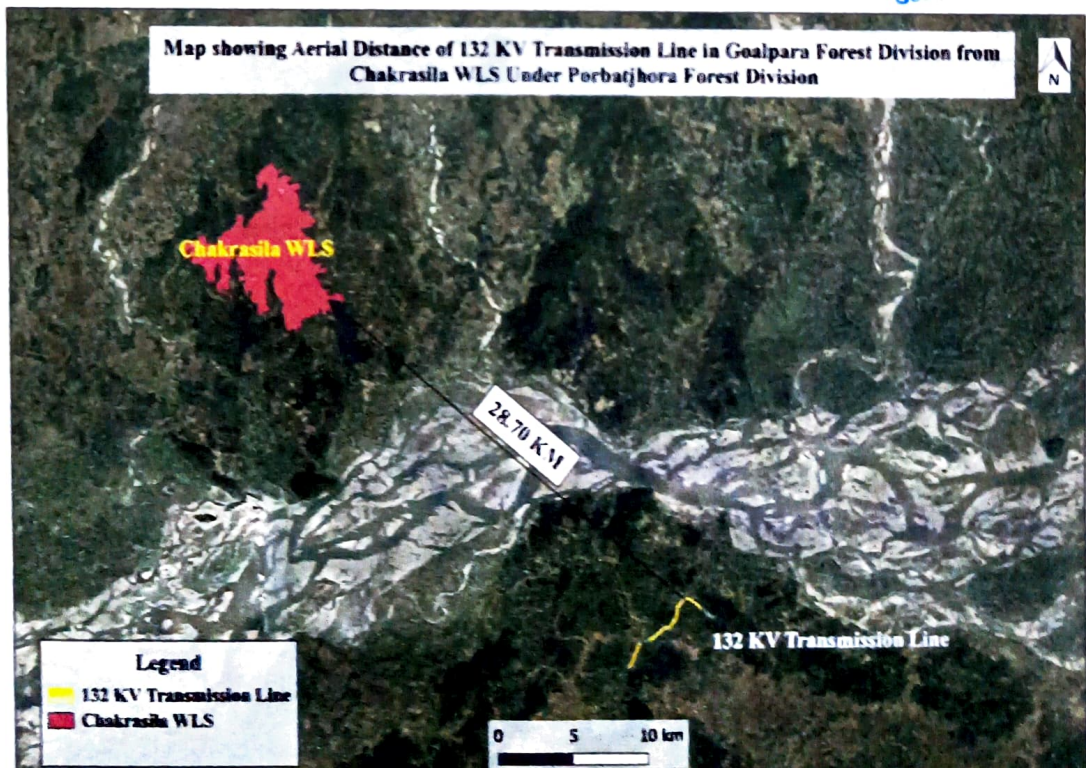 Map showing Aerial Distance of 132 KV Transmission Line in Goalpara Forest Division from
Chakrasila WLS Under Porbatjhora Forest Division
N
Chakrasila WLS
28.70 KM
132 KV Transmission Line
Legend
132 KV Transmission Line
Chakrasila WLS
0 5 10 km